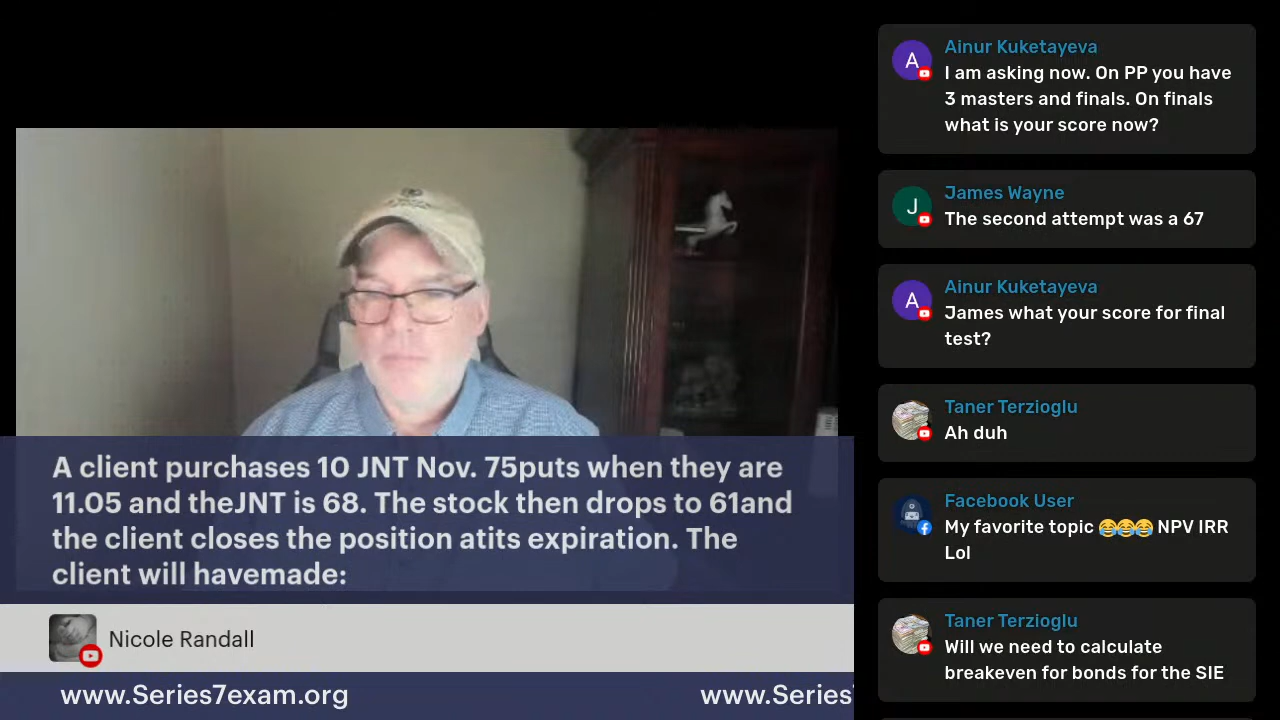 A client purchases 10 JNT Nov. 75puts when they are
11.05 and theJNT is 68. The stock then drops to 61and
the client closes the position atits expiration. The
client will havemade:
Nicole Randall
www.Series7exam.org
www.Series7
A
Ainur Kuketayeva
I am asking now. On PP you have
3 masters and finals. On finals
what is your score now?
J
James Wayne
The second attempt was a 67
A
Ainur Kuketayeva
James what your score for final
test?
Taner Terzioglu
Ah duh
Facebook User
My favorite topic 😂😂😂 NPV IRR
Lol
Taner Terzioglu
Will we need to calculate
breakeven for bonds for the SIE